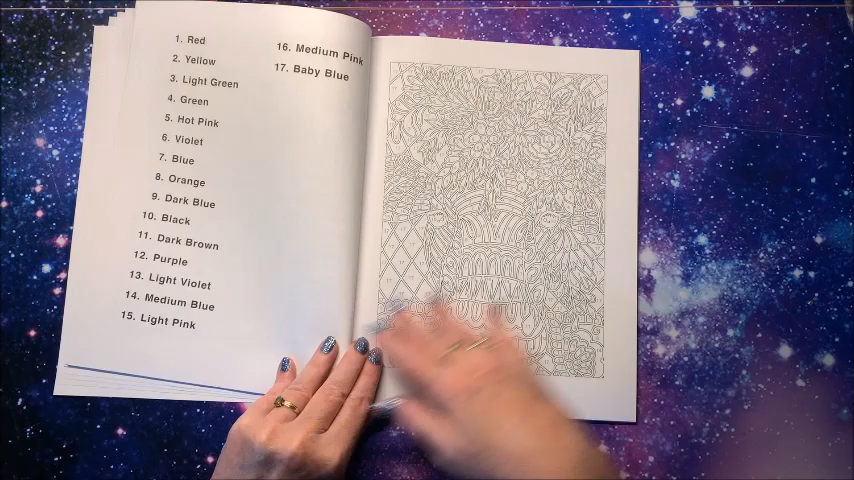 1. Red
2. Yellow
3. Light Green
4. Green
5. Hot Pink
6. Violet
7. Blue
8. Orange
9. Dark Blue
10. Black
11. Dark Brown
12. Purple
13. Light Violet
14. Medium Blue
15. Light Pink
16. Medium Pink
17. Baby Blue